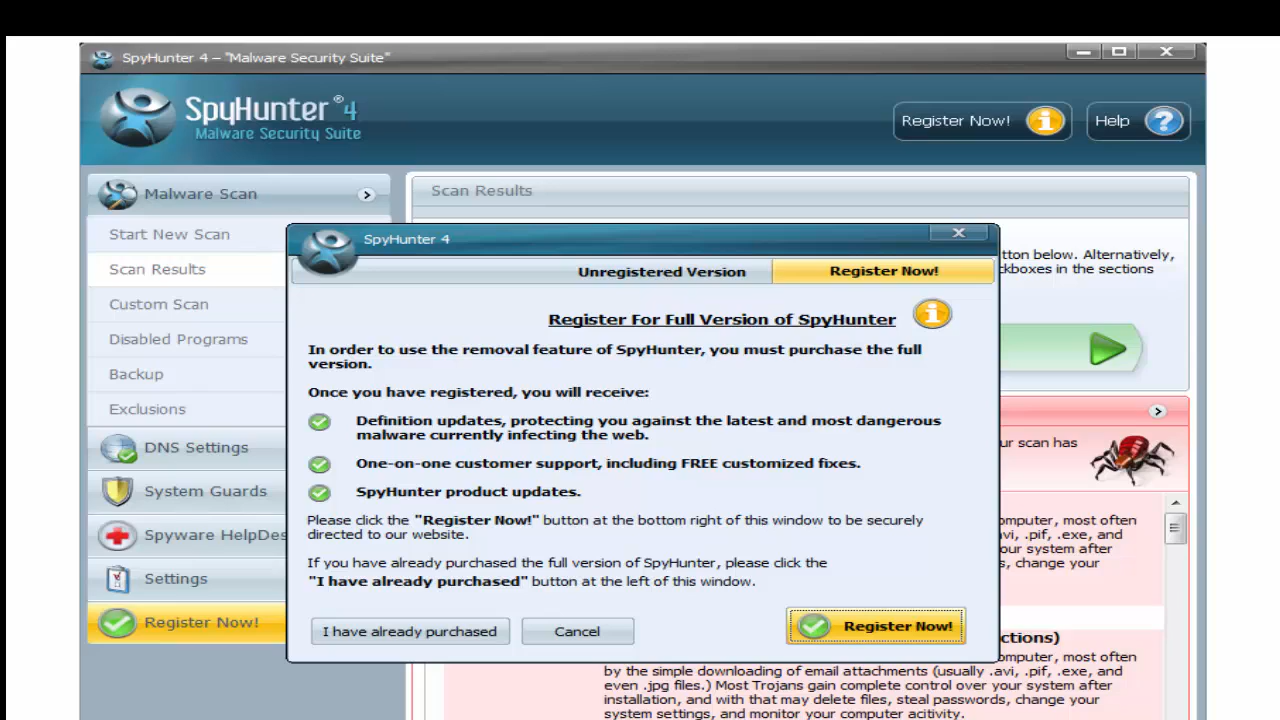 SpyHunter 4 – "Malware Security Suite"
SpyHunter® 4
Malware Security Suite
Register Now!
Help
Malware Scan
Start New Scan
Scan Results
Custom Scan
Disabled Programs
Backup
Exclusions
DNS Settings
System Guards
Spyware HelpDes
Settings
Register Now!
Scan Results
tton below. Alternatively,
ckboxes in the sections
ur scan has
SpyHunter 4
Unregistered Version
Register Now!
Register For Full Version of SpyHunter
In order to use the removal feature of SpyHunter, you must purchase the full
version.
Once you have registered, you will receive:
Definition updates, protecting you against the latest and most dangerous
malware currently infecting the web.
One-on-one customer support, including FREE customized fixes.
SpyHunter product updates.
Please click the "Register Now!" button at the bottom right of this window to be securely
directed to our website.
If you have already purchased the full version of SpyHunter, please click the
"I have already purchased" button at the left of this window.
I have already purchased
Cancel
Register Now!
omputer, most often
avi, .pif, .exe, and
our system after
s, change your
ctions)
omputer, most often
by the simple downloading of email attachments (usually .avi, .pif, .exe, and
even .jpg files.) Most Trojans gain complete control over your system after
installation, and with that may delete files, steal passwords, change your
system settings, and monitor your computer acitivity.